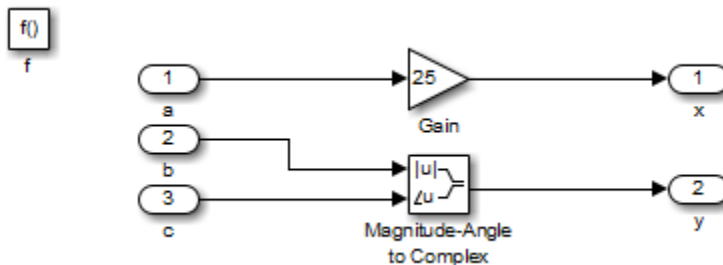 f()
f
1
a
25
Gain
1
x
2
b
3
c
|u|
∠u
Magnitude-Angle
to Complex
2
y